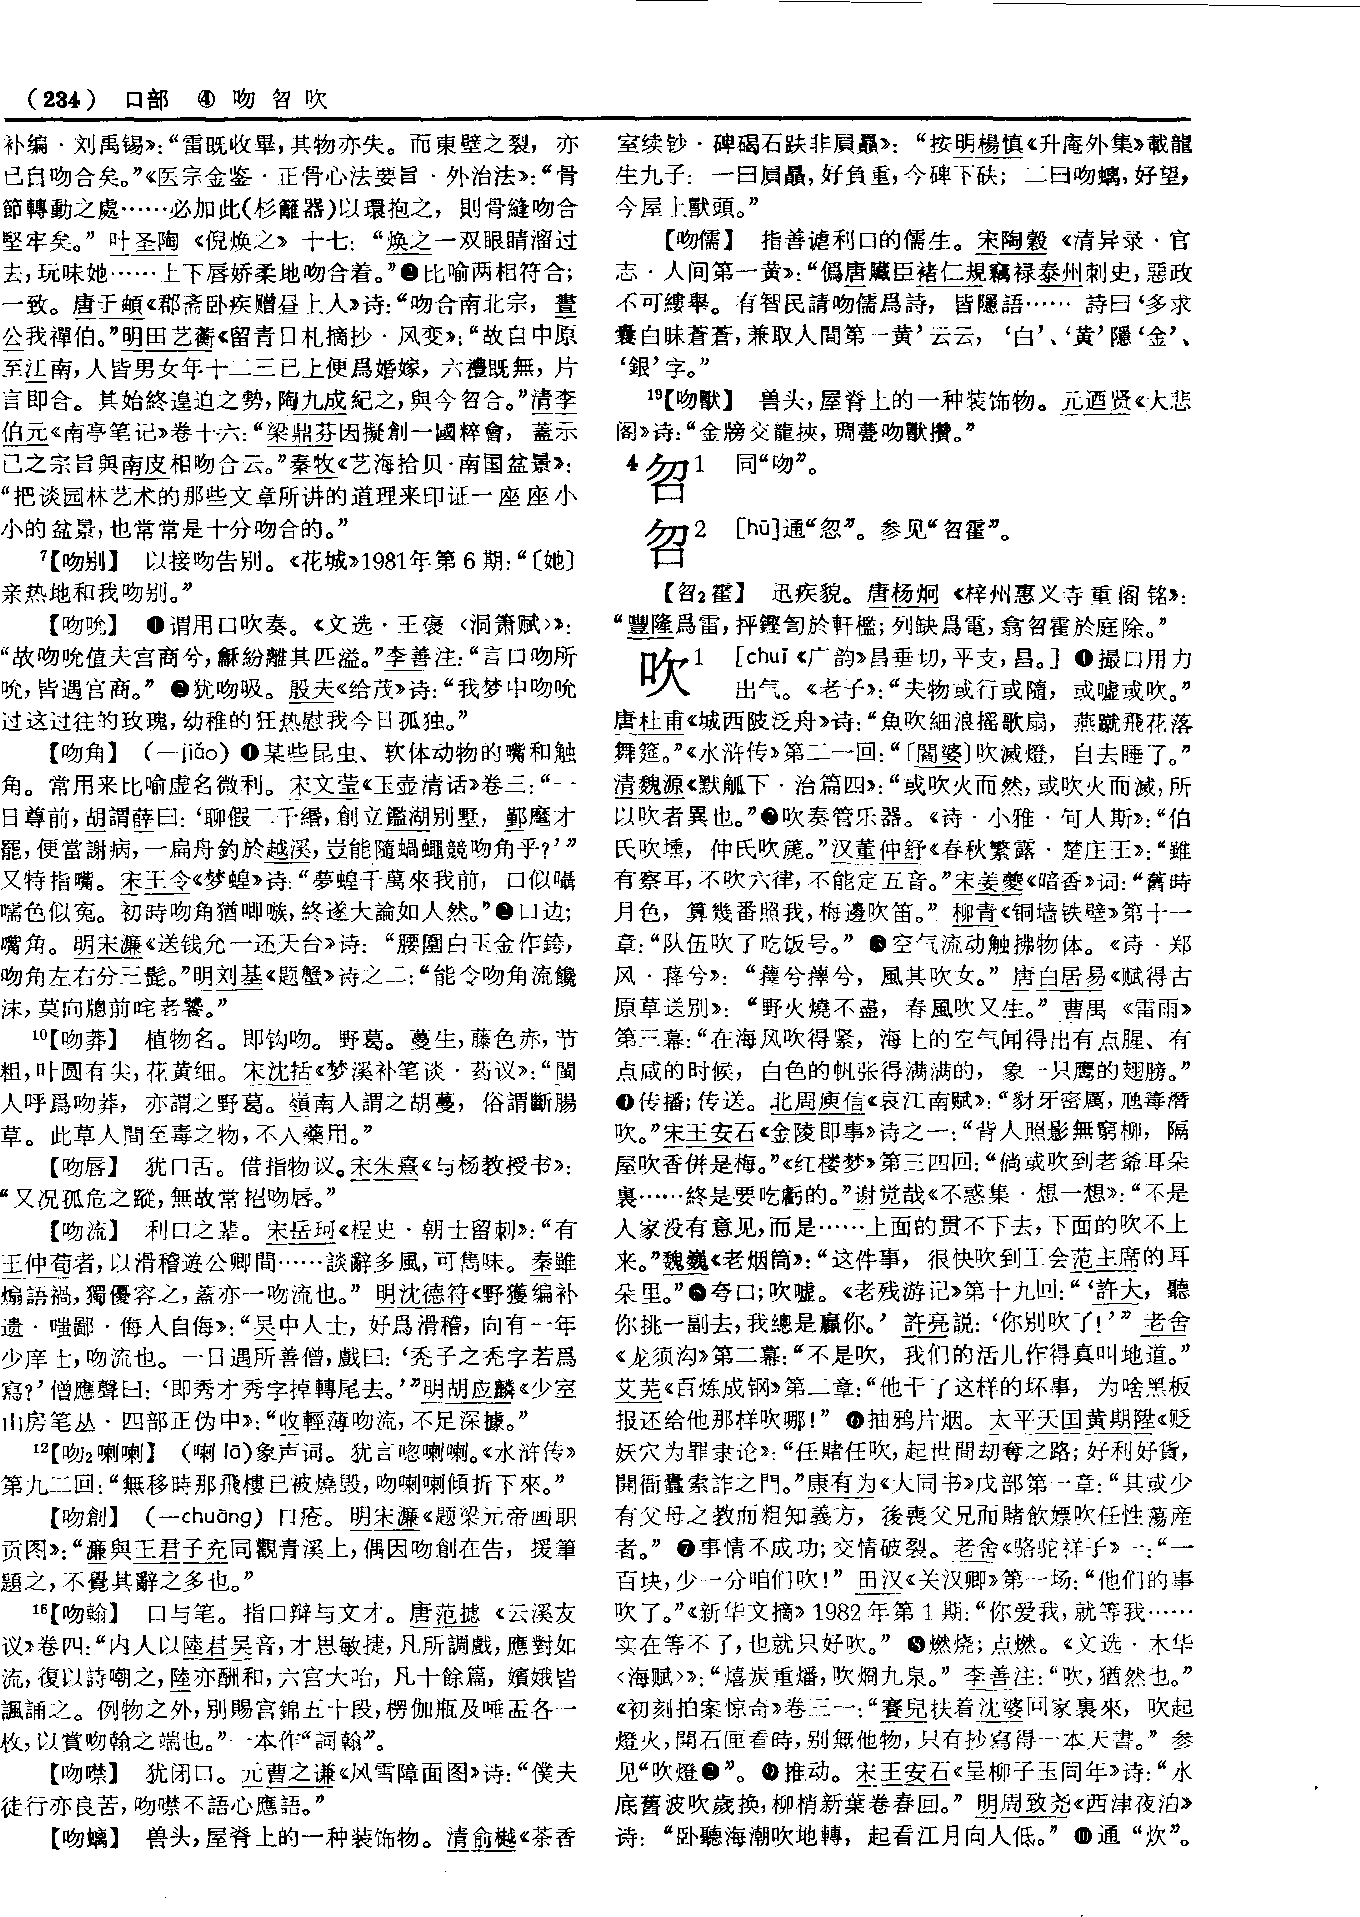 （234） 口部 ④ 吻曶吹
补编·刘禹锡》：“雷既收畢，其物亦失。而東壁之裂，亦
已自吻合矣。”《医宗金鉴·正骨心法要旨·外治法》：“骨
節轉動之處……必加此(杉籬器)以環抱之，則骨縫吻合
堅牢矣。”叶圣陶《倪焕之》十七：“焕之一双眼睛溜过
去，玩味她……上下唇娇柔地吻合着。”❷比喻两相符合；
一致。唐于頔《郡斋卧疾赠昼上人》诗：“吻合南北宗，晝
公我禪伯。”明田艺蘅《留青日札摘抄·风变》：“故自中原
至江南，人皆男女年十二三已上便爲婚嫁，六禮既無，片
言即合。其始終遑迫之勢，陶九成紀之，與今曶合。”清李
伯元《南亭笔记》卷十六：“梁鼎芬因擬創一國粹會，蓋示
己之宗旨與南皮相吻合云。”秦牧《艺海拾贝·南国盆景》：
“把谈园林艺术的那些文章所讲的道理来印证一座座小
小的盆景，也常常是十分吻合的。”
7【吻别】 以接吻告别。《花城》1981年第6期：“〔她〕
亲热地和我吻别。”
【吻吮】 ❶谓用口吹奏。《文选·王褒〈洞箫赋〉》：
“故吻吮值夫宫商兮，龢紛離其匹溢。”李善注：“言口吻所
吮，皆遇宫商。” ❷犹吻吸。殷夫《给茂》诗：“我梦中吻吮
过这过往的玫瑰，幼稚的狂热慰我今日孤独。”
【吻角】 （—jiǎo）❶某些昆虫、软体动物的嘴和触
角。常用来比喻虚名微利。宋文莹《玉壶清话》卷三：“一
日尊前，胡謂薛曰：‘聊假二千緡，創立鑑湖别墅，鄞麾才
罷，便當謝病，一扁舟釣於越溪，豈能隨蝸蠅競吻角乎？’”
又特指嘴。宋王令《梦蝗》诗：“夢蝗千萬來我前，口似囁
嚅色似冤。初時吻角猶唧嗾，終遂大論如人然。”❷口边；
嘴角。明宋濂《送钱允一还天台》诗：“腰圍白玉金作銙，
吻角左右分三髭。”明刘基《题蟹》诗之二：“能令吻角流饞
沫，莫向牕前咤老饕。”
10【吻莽】 植物名。即钩吻。野葛。蔓生，藤色赤，节
粗，叶圆有尖，花黄细。宋沈括《梦溪补笔谈·药议》：“閩
人呼爲吻莽，亦謂之野葛。嶺南人謂之胡蔓，俗謂斷腸
草。此草人間至毒之物，不入藥用。”
【吻唇】 犹口舌。借指物议。宋朱熹《与杨教授书》：
“又况孤危之蹤，無故常招吻唇。”
【吻流】 利口之辈。宋岳珂《桯史·朝士留刺》：“有
王仲荀者，以滑稽遊公卿間……談辭多風，可雋味。秦雖
煽語禍，獨優容之，蓋亦一吻流也。” 明沈德符《野獲编补
遗·嗤鄙·侮人自侮》：“吴中人士，好爲滑稽，向有一年
少庠士，吻流也。一日遇所善僧，戲曰：‘禿子之禿字若爲
寫？’僧應聲曰：‘即秀才秀字掉轉尾去。’”明胡应麟《少室
山房笔丛·四部正伪中》：“收輕薄吻流，不足深據。”
12【吻2喇喇】 （喇lā)象声词。犹言唿喇喇。《水浒传》
第九二回：“無移時那飛樓已被燒毁，吻喇喇傾折下來。”
【吻創】 （—chuāng) 口疮。明宋濂《题梁元帝画职
贡图》：“濂與王君子充同觀青溪上，偶因吻創在告，援筆
題之，不覺其辭之多也。”
16【吻翰】 口与笔。指口辩与文才。唐范摅《云溪友
议》卷四：“内人以陸君吴音，才思敏捷，凡所調戲，應對如
流，復以詩嘲之，陸亦酬和，六宫大咍，凡十餘篇，嬪娥皆
諷誦之。例物之外，别賜宫錦五十段，楞伽瓶及唾盂各一
枚，以賞吻翰之端也。”一本作“詞翰”。
【吻噤】 犹闭口。元曹之谦《风雪障面图》诗：“僕夫
徒行亦良苦，吻噤不語心應語。”
【吻螭】 兽头，屋脊上的一种装饰物。清俞樾《茶香
室续钞·碑碣石趺非屓贔》：“按明楊慎《升庵外集》載龍
生九子：一曰屓贔，好負重，今碑下趺；二曰吻螭，好望，
今屋上獸頭。”
【吻儒】 指善谑利口的儒生。宋陶穀《清异录·官
志·人间第一黄》：“僞唐贓臣褚仁規竊禄泰州刺史，惡政
不可縷舉。有智民請吻儒爲詩，皆隱語……詩曰‘多求
囊白昧蒼蒼，兼取人間第一黄’云云，‘白’、‘黄’隱‘金’、
‘銀’字。”
19【吻獸】 兽头，屋脊上的一种装饰物。元迺贤《大悲
阁》诗：“金牓交龍挾，琱甍吻獸攢。”
4曶1 同“吻”。
曶2 [hū]通“忽”。参见“曶霍”。
【曶2霍】 迅疾貌。唐杨炯《梓州惠义寺重阁铭》：
“豐隆爲雷，抨鏗訇於軒檻；列缺爲電，翕曶霍於庭除。”
吹1 [chuī《广韵》昌垂切，平支，昌。] ❶撮口用力
出气。《老子》：“夫物或行或隨，或嘘或吹。”
唐杜甫《城西陂泛舟》诗：“魚吹細浪摇歌扇，燕蹴飛花落
舞筵。”《水浒传》第二一回：“〔閻婆〕吹滅燈，自去睡了。”
清魏源《默觚下·治篇四》：“或吹火而然，或吹火而滅，所
以吹者異也。”❷吹奏管乐器。《诗·小雅·何人斯》：“伯
氏吹壎，仲氏吹篪。”汉董仲舒《春秋繁露·楚庄王》：“雖
有察耳，不吹六律，不能定五音。”宋姜夔《暗香》词：“舊時
月色，算幾番照我，梅邊吹笛。”柳青《铜墙铁壁》第十一
章：“队伍吹了吃饭号。” ❸空气流动触拂物体。《诗·郑
风·萚兮》：“蘀兮蘀兮，風其吹女。”唐白居易《赋得古
原草送别》：“野火燒不盡，春風吹又生。”曹禺《雷雨》
第三幕：“在海风吹得紧，海上的空气闻得出有点腥、有
点咸的时候，白色的帆张得满满的，象一只鹰的翅膀。”
❹传播；传送。北周庾信《哀江南赋》：“豺牙密厲，虺毒潛
吹。”宋王安石《金陵即事》诗之一：“背人照影無窮柳，隔
屋吹香併是梅。”《红楼梦》第三四回：“倘或吹到老爺耳朵
裏……終是要吃虧的。”谢觉哉《不惑集·想一想》：“不是
人家没有意见，而是……上面的贯不下去，下面的吹不上
来。”魏巍《老烟筒》：“这件事，很快吹到工会范主席的耳
朵里。”❺夸口；吹嘘。《老残游记》第十九回：“‘許大，聽
你挑一副去，我總是贏你。’許亮説：‘你别吹了！’”老舍
《龙须沟》第二幕：“不是吹，我们的活儿作得真叫地道。”
艾芜《百炼成钢》第二章：“他干了这样的坏事，为啥黑板
报还给他那样吹哪！” ❻抽鸦片烟。太平天国黄期陞《贬
妖穴为罪隶论》：“任賭任吹，起世間劫奪之路；好利好貨，
開衙蠹索詐之門。”康有为《大同书》戊部第一章：“其或少
有父母之教而粗知義方，後喪父兄而賭飲嫖吹任性蕩産
者。” ❼事情不成功；交情破裂。老舍《骆驼祥子》一：“一
百块，少一分咱们吹！” 田汉《关汉卿》第一场：“他们的事
吹了。”《新华文摘》1982年第1期：“你爱我，就等我……
实在等不了，也就只好吹。” ❽燃烧；点燃。《文选·木华
〈海赋〉》：“熺炭重燔，吹烱九泉。”李善注：“吹，猶然也。”
《初刻拍案惊奇》卷三一：“賽兒扶着沈婆回家裏來，吹起
燈火，開石匣看時，别無他物，只有抄寫得一本天書。”参
见“吹燈❷”。❾推动。宋王安石《呈柳子玉同年》诗：“水
底舊波吹歲换，柳梢新葉卷春回。”明周致尧《西津夜泊》
诗：“卧聽海潮吹地轉，起看江月向人低。” ❿通“炊”。